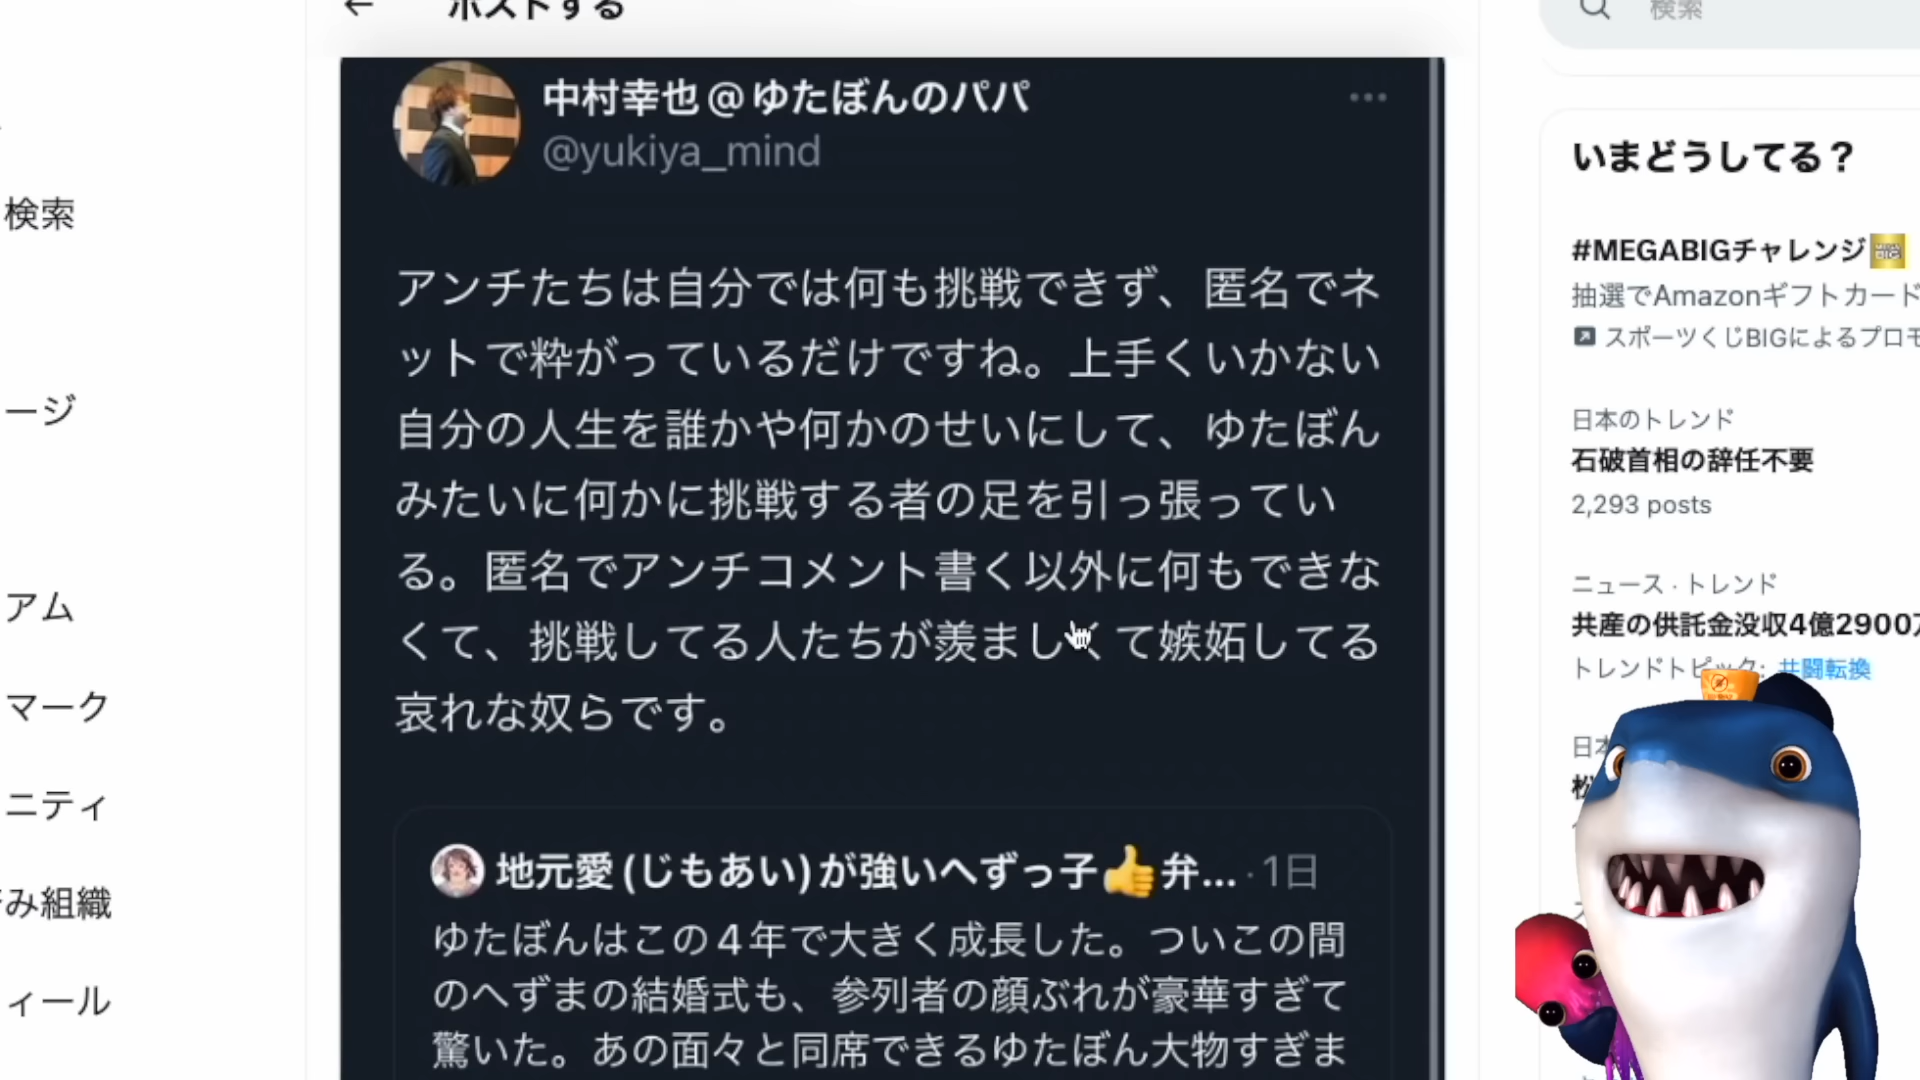 ポストする
検索
中村幸也@ゆたぼんのパパ
@yukiya_mind
アンチたちは自分では何も挑戦できず、匿名でネ
ットで粋がっているだけですね。上手くいかない
自分の人生を誰かや何かのせいにして、ゆたぼん
みたいに何かに挑戦する者の足を引っ張ってい
る。匿名でアンチコメント書く以外に何もできな
くて、挑戦してる人たちが羨ましくて嫉妬してる
哀れな奴らです。
地元愛(じもあい)が強いへずっ子👍弁... · 1日
ゆたぼんはこの4年で大きく成長した。ついこの間
のへずまの結婚式も、参列者の顔ぶれが豪華すぎて
驚いた。あの面々と同席できるゆたぼん大物すぎま
検索
ージ
アム
マーク
ニティ
み組織
ィール
いまどうしてる？
#MEGABIGチャレンジ
抽選でAmazonギフトカード
スポーツくじBIGによるプロモ
日本のトレンド
石破首相の辞任不要
2,293 posts
ニュース · トレンド
共産の供託金没収4億2900万
トレンドトピック: 共闘転換
日